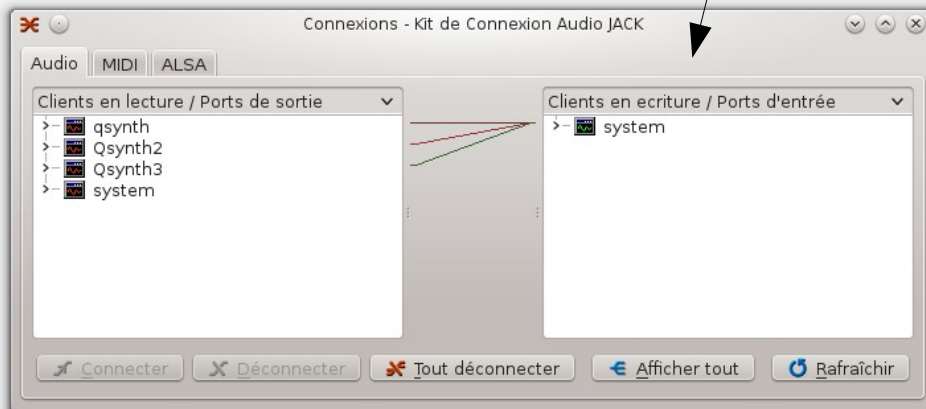 Connexions - Kit de Connexion Audio JACK
Audio MIDI ALSA
Clients en lecture / Ports de sortie
qsynth
Qsynth2
Qsynth3
system
Clients en ecriture / Ports d'entrée
system
Connecter Déconnecter Tout déconnecter Afficher tout Rafraîchir